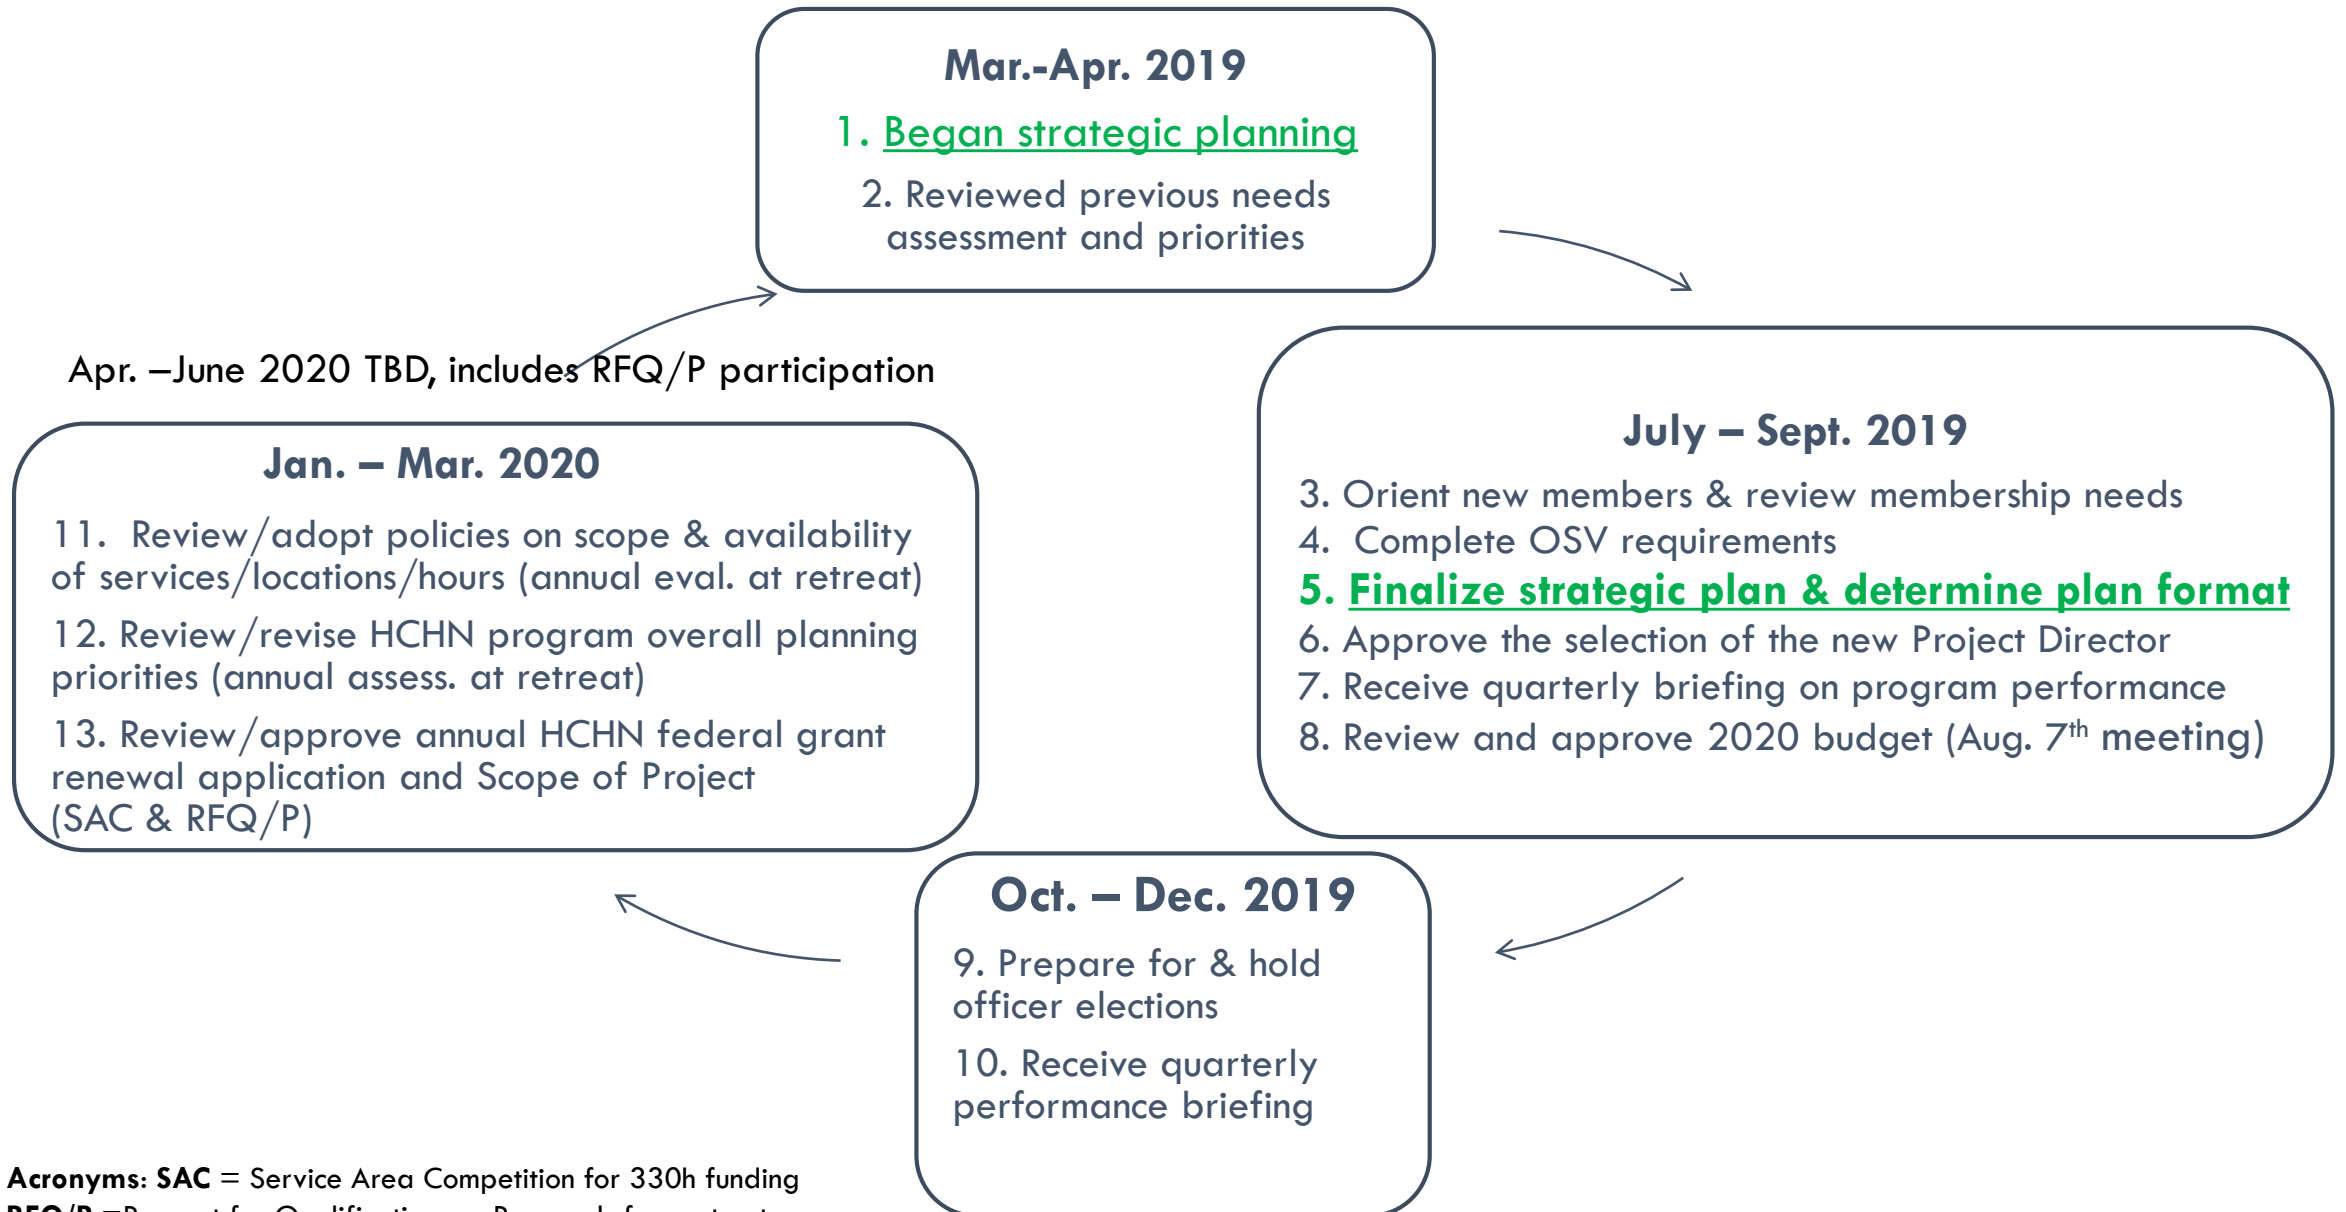 Mar.-Apr. 2019
1. Began strategic planning
2. Reviewed previous needs
assessment and priorities
Apr. –June 2020 TBD, includes RFQ/P participation
July – Sept. 2019
3. Orient new members & review membership needs
4. Complete OSV requirements
5. Finalize strategic plan & determine plan format
6. Approve the selection of the new Project Director
7. Receive quarterly briefing on program performance
8. Review and approve 2020 budget (Aug. 7th meeting)
Jan. – Mar. 2020
11. Review/adopt policies on scope & availability
of services/locations/hours (annual eval. at retreat)
12. Review/revise HCHN program overall planning
priorities (annual assess. at retreat)
13. Review/approve annual HCHN federal grant
renewal application and Scope of Project
(SAC & RFQ/P)
Oct. – Dec. 2019
9. Prepare for & hold
officer elections
10. Receive quarterly
performance briefing
Acronyms: SAC = Service Area Competition for 330h funding
RFQ/P =Request for